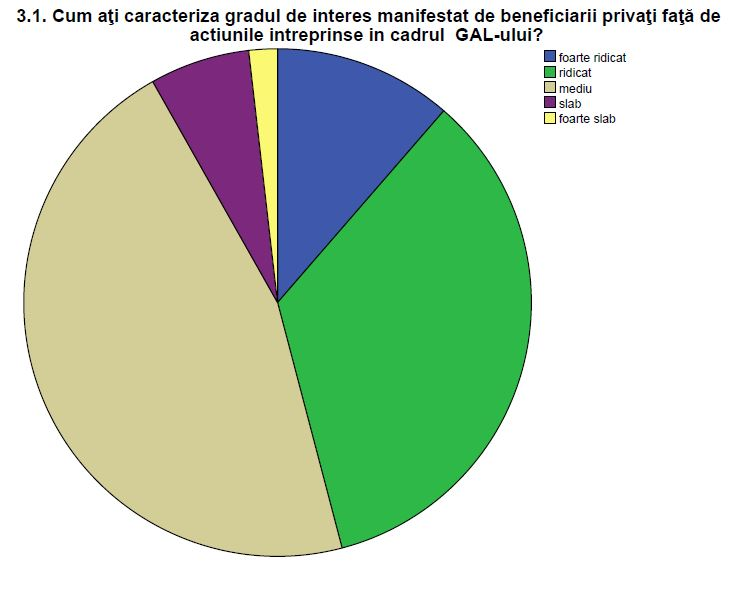 3.1. Cum aţi caracteriza gradul de interes manifestat de beneficiarii privaţi faţă de
actiunile intreprinse in cadrul  GAL-ului?
foarte ridicat
ridicat
mediu
slab
foarte slab